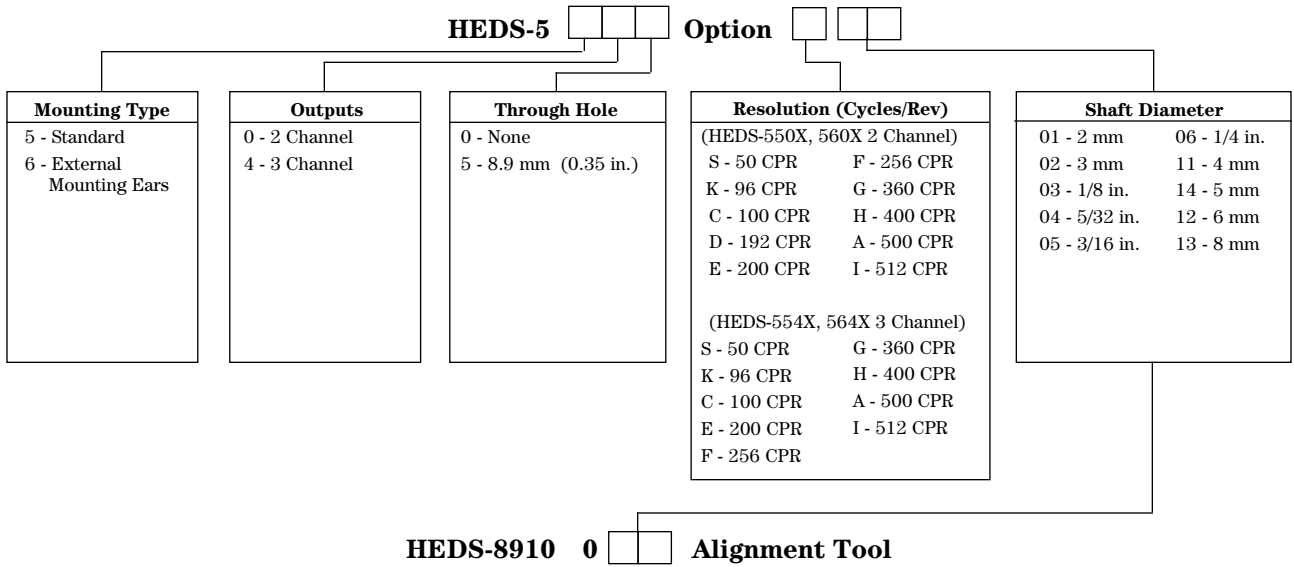 HEDS-5 Option
Mounting Type
5 - Standard
6 - External
Mounting Ears
Outputs
0 - 2 Channel
4 - 3 Channel
Through Hole
0 - None
5 - 8.9 mm (0.35 in.)
Resolution (Cycles/Rev)
(HEDS-550X, 560X 2 Channel)
S - 50 CPR F - 256 CPR
K - 96 CPR G - 360 CPR
C - 100 CPR H - 400 CPR
D - 192 CPR A - 500 CPR
E - 200 CPR I - 512 CPR
(HEDS-554X, 564X 3 Channel)
S - 50 CPR G - 360 CPR
K - 96 CPR H - 400 CPR
C - 100 CPR A - 500 CPR
E - 200 CPR I - 512 CPR
F - 256 CPR
Shaft Diameter
01 - 2 mm 06 - 1/4 in.
02 - 3 mm 11 - 4 mm
03 - 1/8 in. 14 - 5 mm
04 - 5/32 in. 12 - 6 mm
05 - 3/16 in. 13 - 8 mm
HEDS-8910 0 Alignment Tool